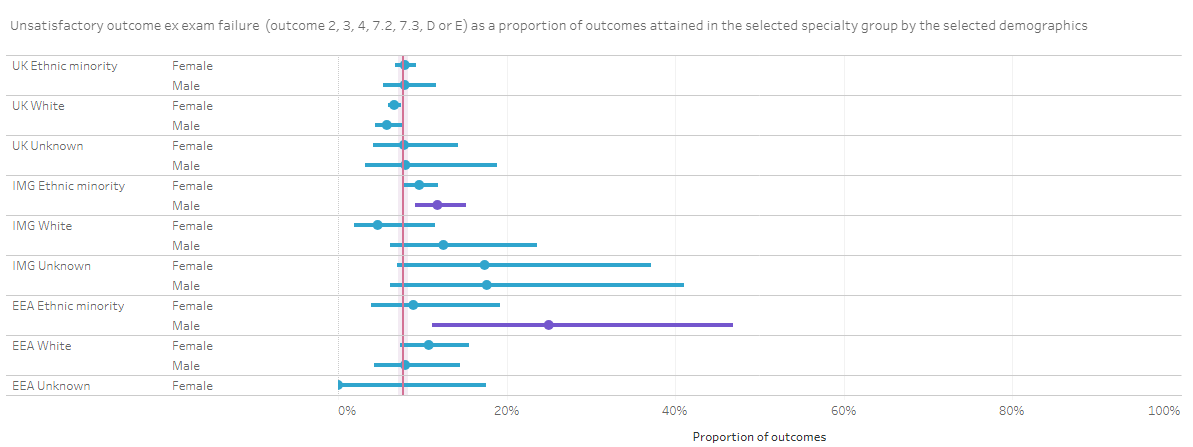 Unsatisfactory outcome ex exam failure (outcome 2, 3, 4, 7.2, 7.3, D or E) as a proportion of outcomes attained in the selected specialty group by the selected demographics
UK Ethnic minority Female
Male
UK White Female
Male
UK Unknown Female
Male
IMG Ethnic minority Female
Male
IMG White Female
Male
IMG Unknown Female
Male
EEA Ethnic minority Female
Male
EEA White Female
Male
EEA Unknown Female
0% 20% 40% 60% 80% 100%
Proportion of outcomes